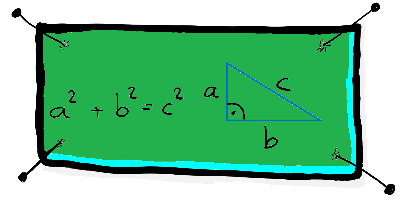 a² + b² = c²
a
c
b